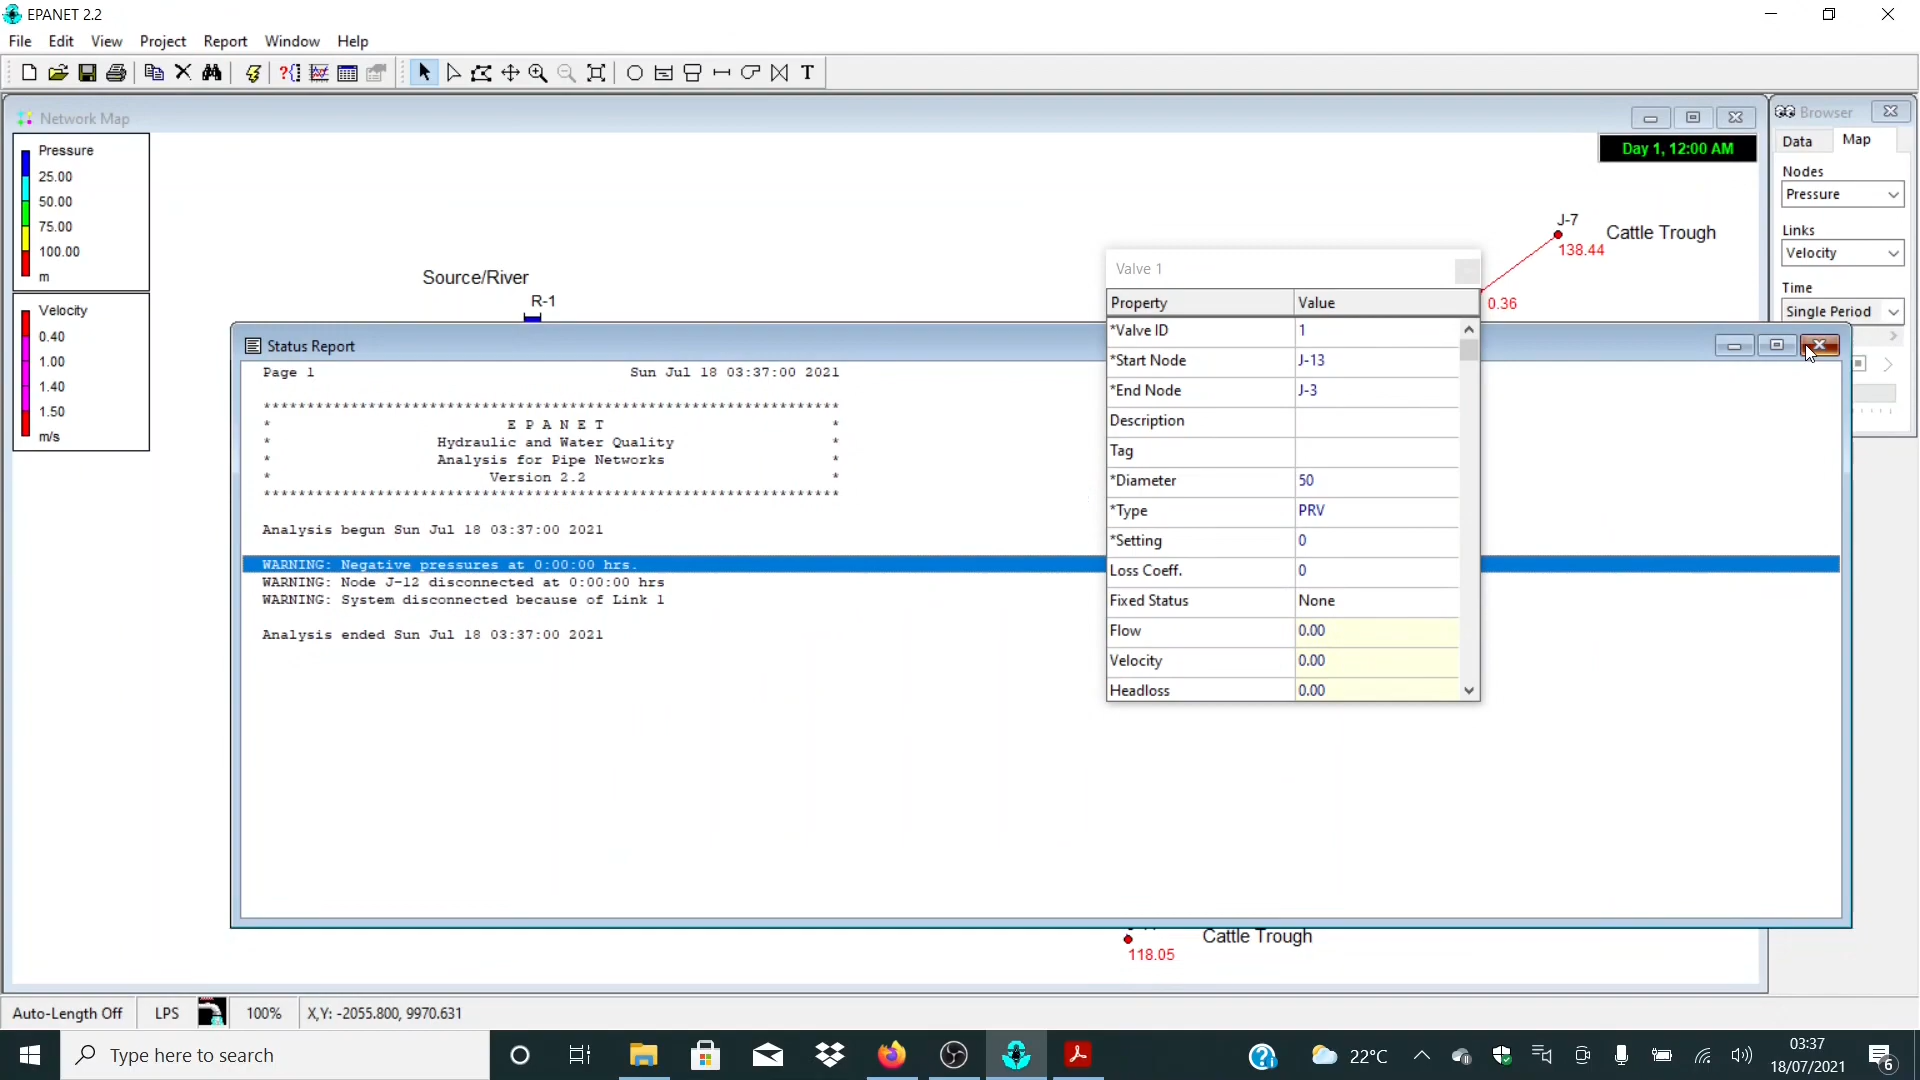 EPANET 2.2
File Edit View Project Report Window Help
Network Map
Day 1, 12:00 AM
Pressure
25.00
50.00
75.00
100.00
m
Velocity
0.40
1.00
1.40
1.50
m/s
Source/River
R-1
J-7
138.44
Cattle Trough
0.36
Browser
Data Map
Nodes
Pressure
Links
Velocity
Time
Single Period
Status Report
Page 1 Sun Jul 18 03:37:00 2021
******************************************************************
* E P A N E T *
* Hydraulic and Water Quality *
* Analysis for Pipe Networks *
* Version 2.2 *
******************************************************************
Analysis begun Sun Jul 18 03:37:00 2021
WARNING: Negative pressures at 0:00:00 hrs.
WARNING: Node J-12 disconnected at 0:00:00 hrs
WARNING: System disconnected because of Link 1
Analysis ended Sun Jul 18 03:37:00 2021
Valve 1
Property Value
*Valve ID 1
*Start Node J-13
*End Node J-3
Description
Tag
*Diameter 50
*Type PRV
*Setting 0
Loss Coeff. 0
Fixed Status None
Flow 0.00
Velocity 0.00
Headloss 0.00
118.05
Cattle Trough
Auto-Length Off LPS 100% X,Y: -2055.800, 9970.631
Type here to search
22°C
03:37
18/07/2021
6